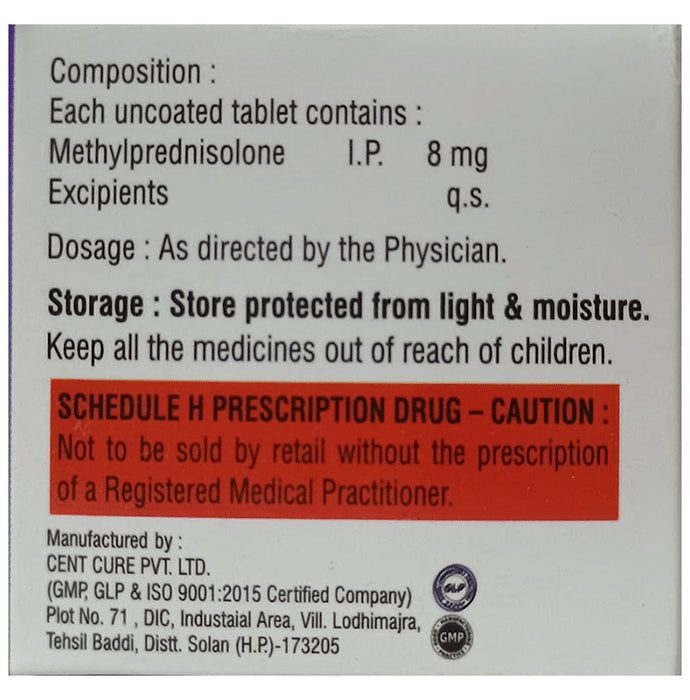 Composition :
Each uncoated tablet contains :
Methylprednisolone I.P. 8 mg
Excipients q.s.
Dosage : As directed by the Physician.
Storage : Store protected from light & moisture.
Keep all the medicines out of reach of children.
SCHEDULE H PRESCRIPTION DRUG – CAUTION :
Not to be sold by retail without the prescription
of a Registered Medical Practitioner.
Manufactured by :
CENT CURE PVT. LTD.
(GMP, GLP & ISO 9001:2015 Certified Company)
Plot No. 71 , DIC, Industaial Area, Vill. Lodhimajra,
Tehsil Baddi, Distt. Solan (H.P.)-173205
GLP
GMP